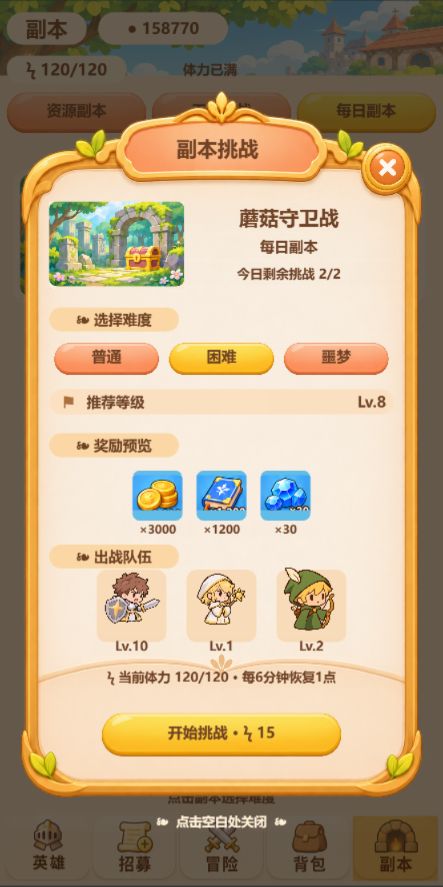 副本
● 158770
120/120
体力已满
资源副本
每日副本
副本挑战
蘑菇守卫战
每日副本
今日剩余挑战 2/2
选择难度
普通
困难
噩梦
推荐等级
Lv.8
奖励预览
×3000
×1200
×30
出战队伍
Lv.10
Lv.1
Lv.2
当前体力 120/120 • 每6分钟恢复1点
开始挑战 • 15
点击副本选择难度
点击空白处关闭
英雄
招募
冒险
背包
副本